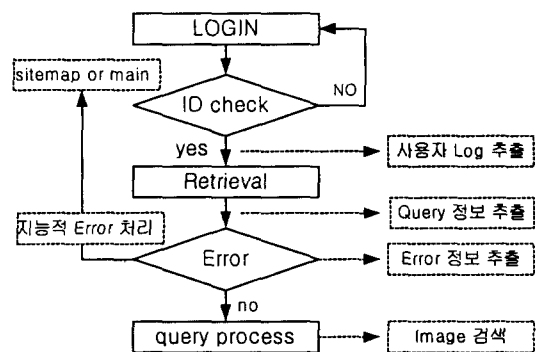 LOGIN
sitemap or main
NO
ID check
yes
사용자 Log 추출
Retrieval
Query 정보 추출
지능적 Error 처리
Error
Error 정보 추출
no
query process
Image 검색